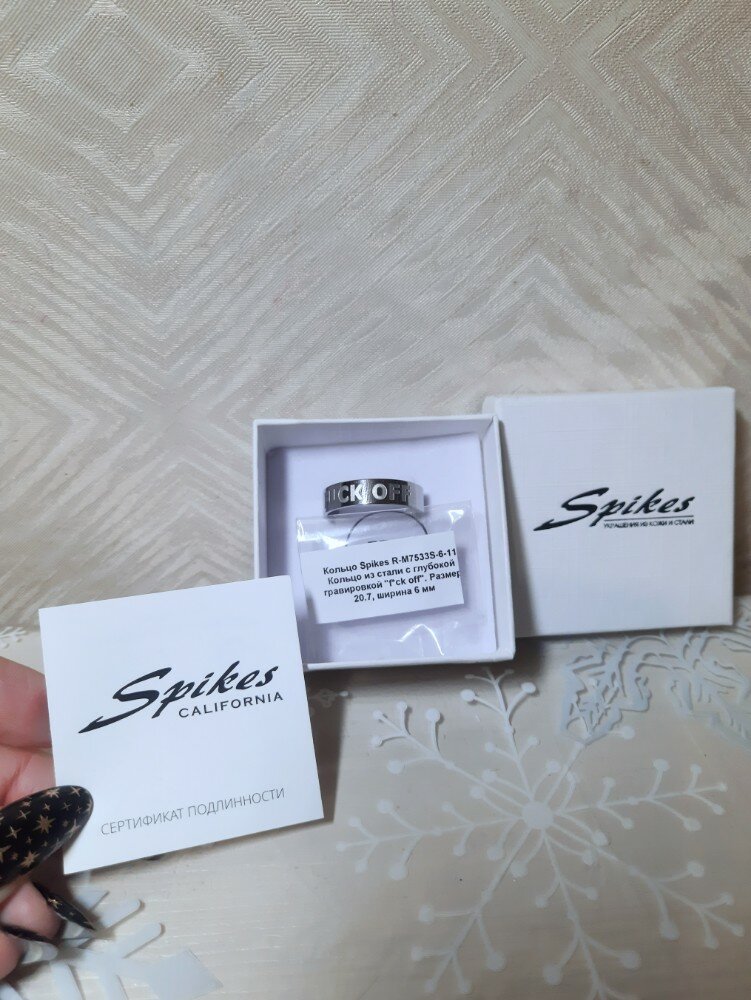 UCK OFF
Кольцо Spikes R-M7533S-6-11
Кольцо из стали с глубокой
гравировкой "f*ck off". Размер
20.7, ширина 6 мм
Spikes
УКРАШЕНИЯ ИЗ КОЖИ И СТАЛИ
Spikes
CALIFORNIA
СЕРТИФИКАТ ПОДЛИННОСТИ